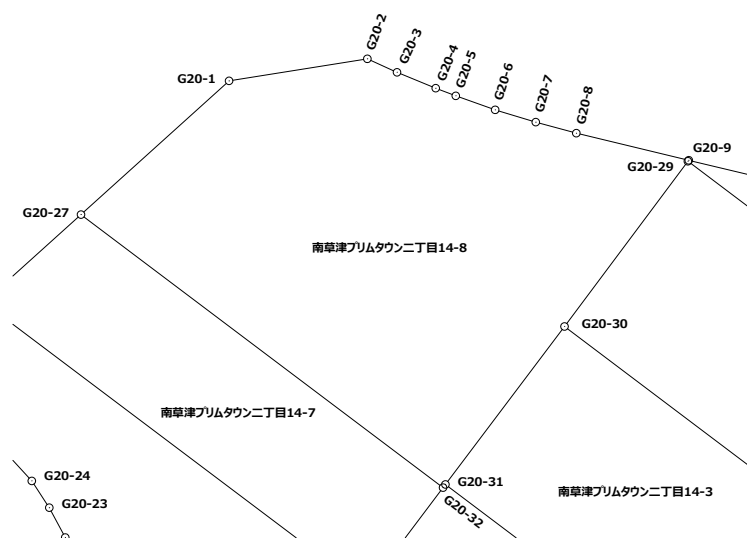 G20-2
G20-3
G20-4
G20-5
G20-6
G20-7
G20-8
G20-1
G20-9
G20-29
G20-27
南草津プリムタウン二丁目14-8
G20-30
南草津プリムタウン二丁目14-7
G20-24
G20-31
南草津プリムタウン二丁目14-3
G20-23
G20-32